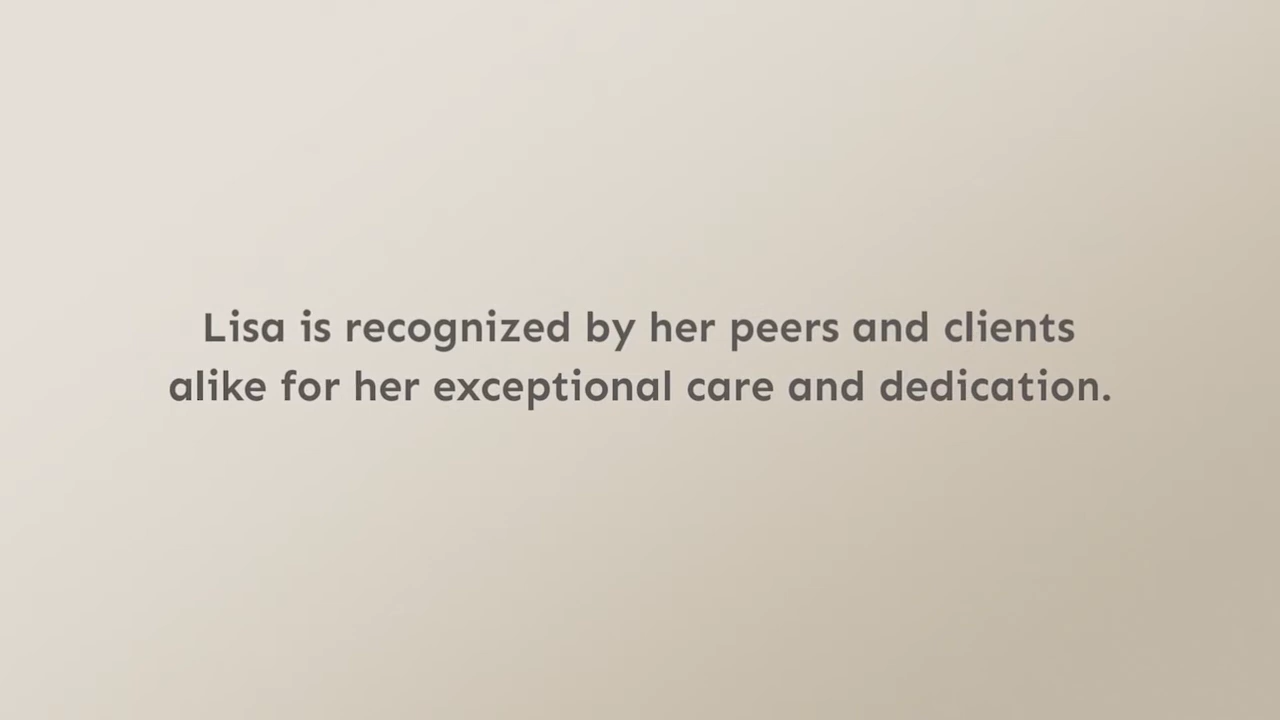 Lisa is recognized by her peers and clients
alike for her exceptional care and dedication.